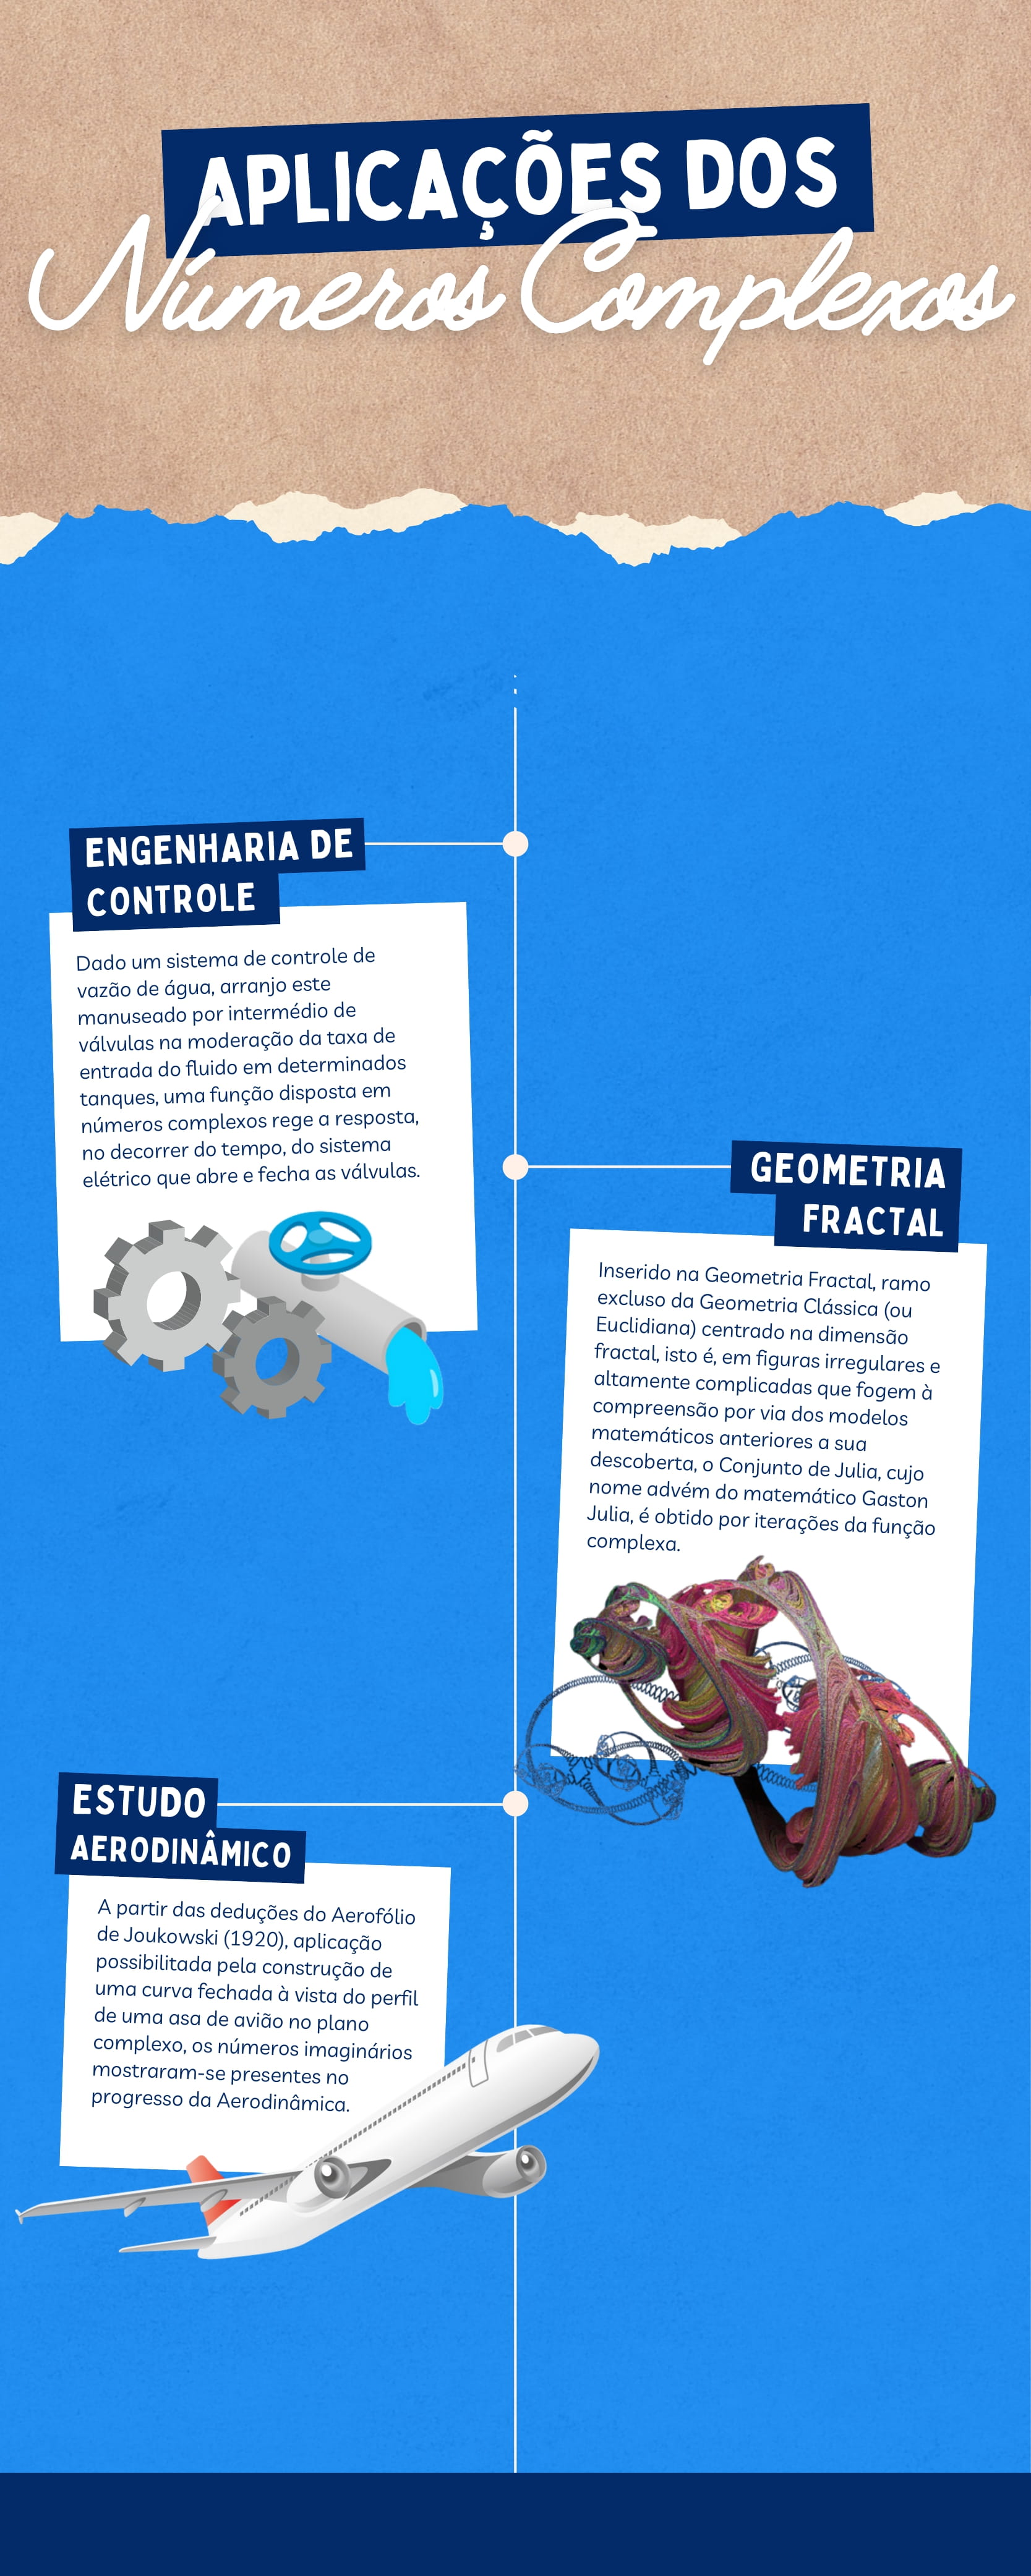 APLICAÇÕES DOS
Números Complexos
ENGENHARIA DE
CONTROLE
Dado um sistema de controle de
vazão de água, arranjo este
manuseado por intermédio de
válvulas na moderação da taxa de
entrada do fluido em determinados
tanques, uma função disposta em
números complexos rege a resposta,
no decorrer do tempo, do sistema
elétrico que abre e fecha as válvulas.
GEOMETRIA
FRACTAL
Inserido na Geometria Fractal, ramo
excluso da Geometria Clássica (ou
Euclidiana) centrado na dimensão
fractal, isto é, em figuras irregulares e
altamente complicadas que fogem à
compreensão por via dos modelos
matemáticos anteriores a sua
descoberta, o Conjunto de Julia, cujo
nome advém do matemático Gaston
Julia, é obtido por iterações da função
complexa.
ESTUDO
AERODINÂMICO
A partir das deduções do Aerofólio
de Joukowski (1920), aplicação
possibilitada pela construção de
uma curva fechada à vista do perfil
de uma asa de avião no plano
complexo, os números imaginários
mostraram-se presentes no
progresso da Aerodinâmica.